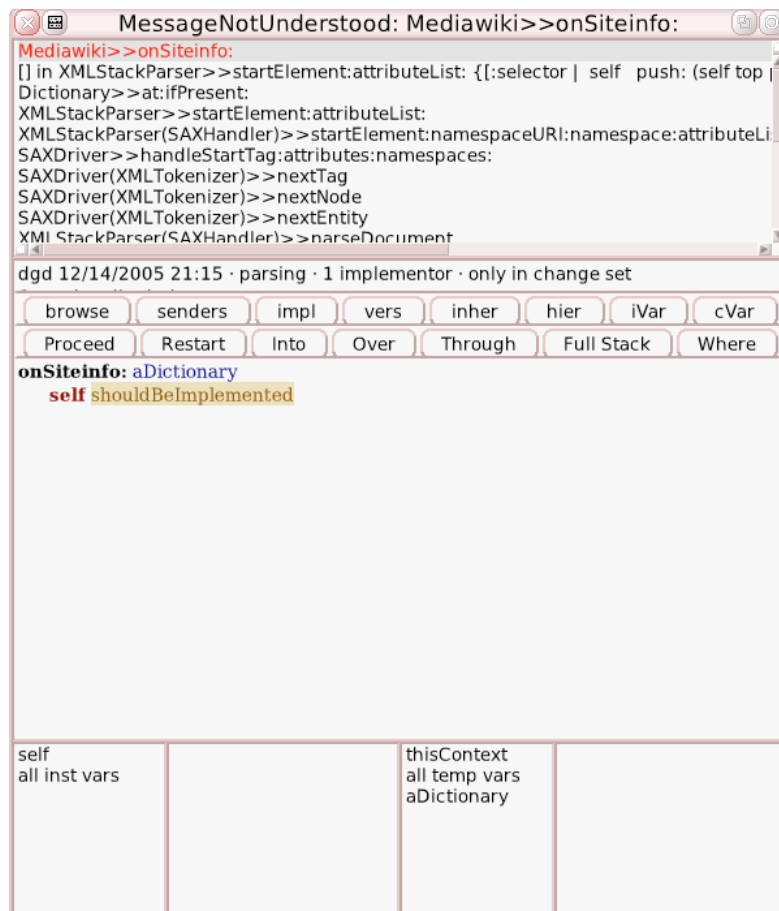 MessageNotUnderstood: Mediawiki>>onSiteinfo:
Mediawiki>>onSiteinfo:
[] in XMLStackParser>>startElement:attributeList: {[:selector | self push: (self top
Dictionary>>at:ifPresent:
XMLStackParser>>startElement:attributeList:
XMLStackParser(SAXHandler)>>startElement:namespaceURI:namespace:attributeLi
SAXDriver>>handleStartTag:attributes:namespaces:
SAXDriver(XMLTokenizer)>>nextTag
SAXDriver(XMLTokenizer)>>nextNode
SAXDriver(XMLTokenizer)>>nextEntity
XMLStackParser(SAXHandler)>>parseDocument
dgd 12/14/2005 21:15 · parsing · 1 implementor · only in change set
browse senders impl vers inher hier iVar cVar
Proceed Restart Into Over Through Full Stack Where
onSiteinfo: aDictionary
self shouldBeImplemented
self
all inst vars
thisContext
all temp vars
aDictionary